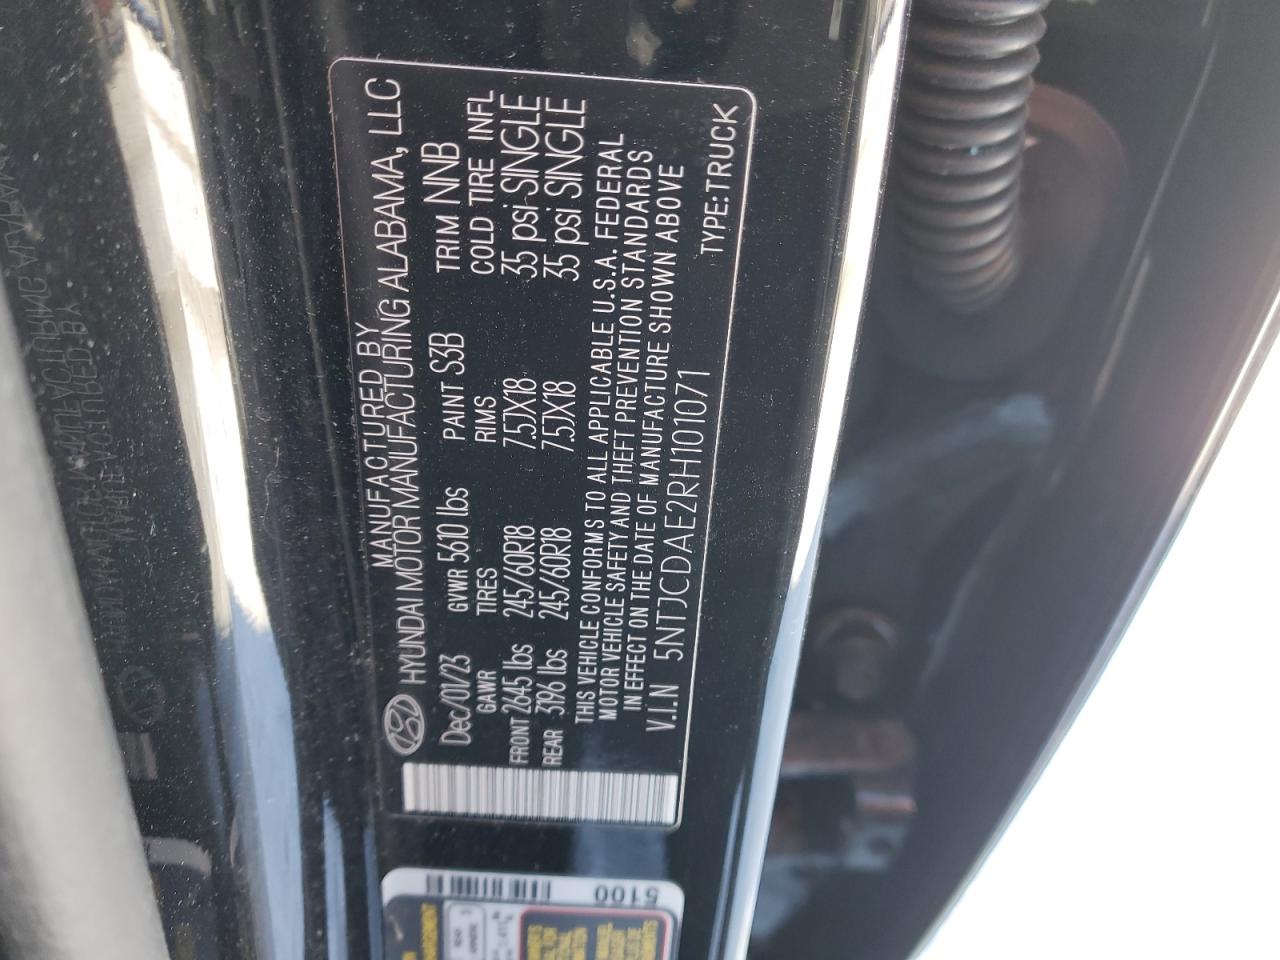 MANUFACTURED BY
HYUNDAI MOTOR MANUFACTURING ALABAMA, LLC
Dec/01/23 GVWR 5610 lbs PAINT S3B TRIM NNB
GAWR TIRES RIMS COLD TIRE INFL
FRONT 2645 lbs 245/60R18 7.5JX18 35 psi SINGLE
REAR 3196 lbs 245/60R18 7.5JX18 35 psi SINGLE
THIS VEHICLE CONFORMS TO ALL APPLICABLE U.S.A. FEDERAL
MOTOR VEHICLE SAFETY AND THEFT PREVENTION STANDARDS
IN EFFECT ON THE DATE OF MANUFACTURE SHOWN ABOVE
V.I.N 5NTJCDAE2RH101071
TYPE:TRUCK
5100